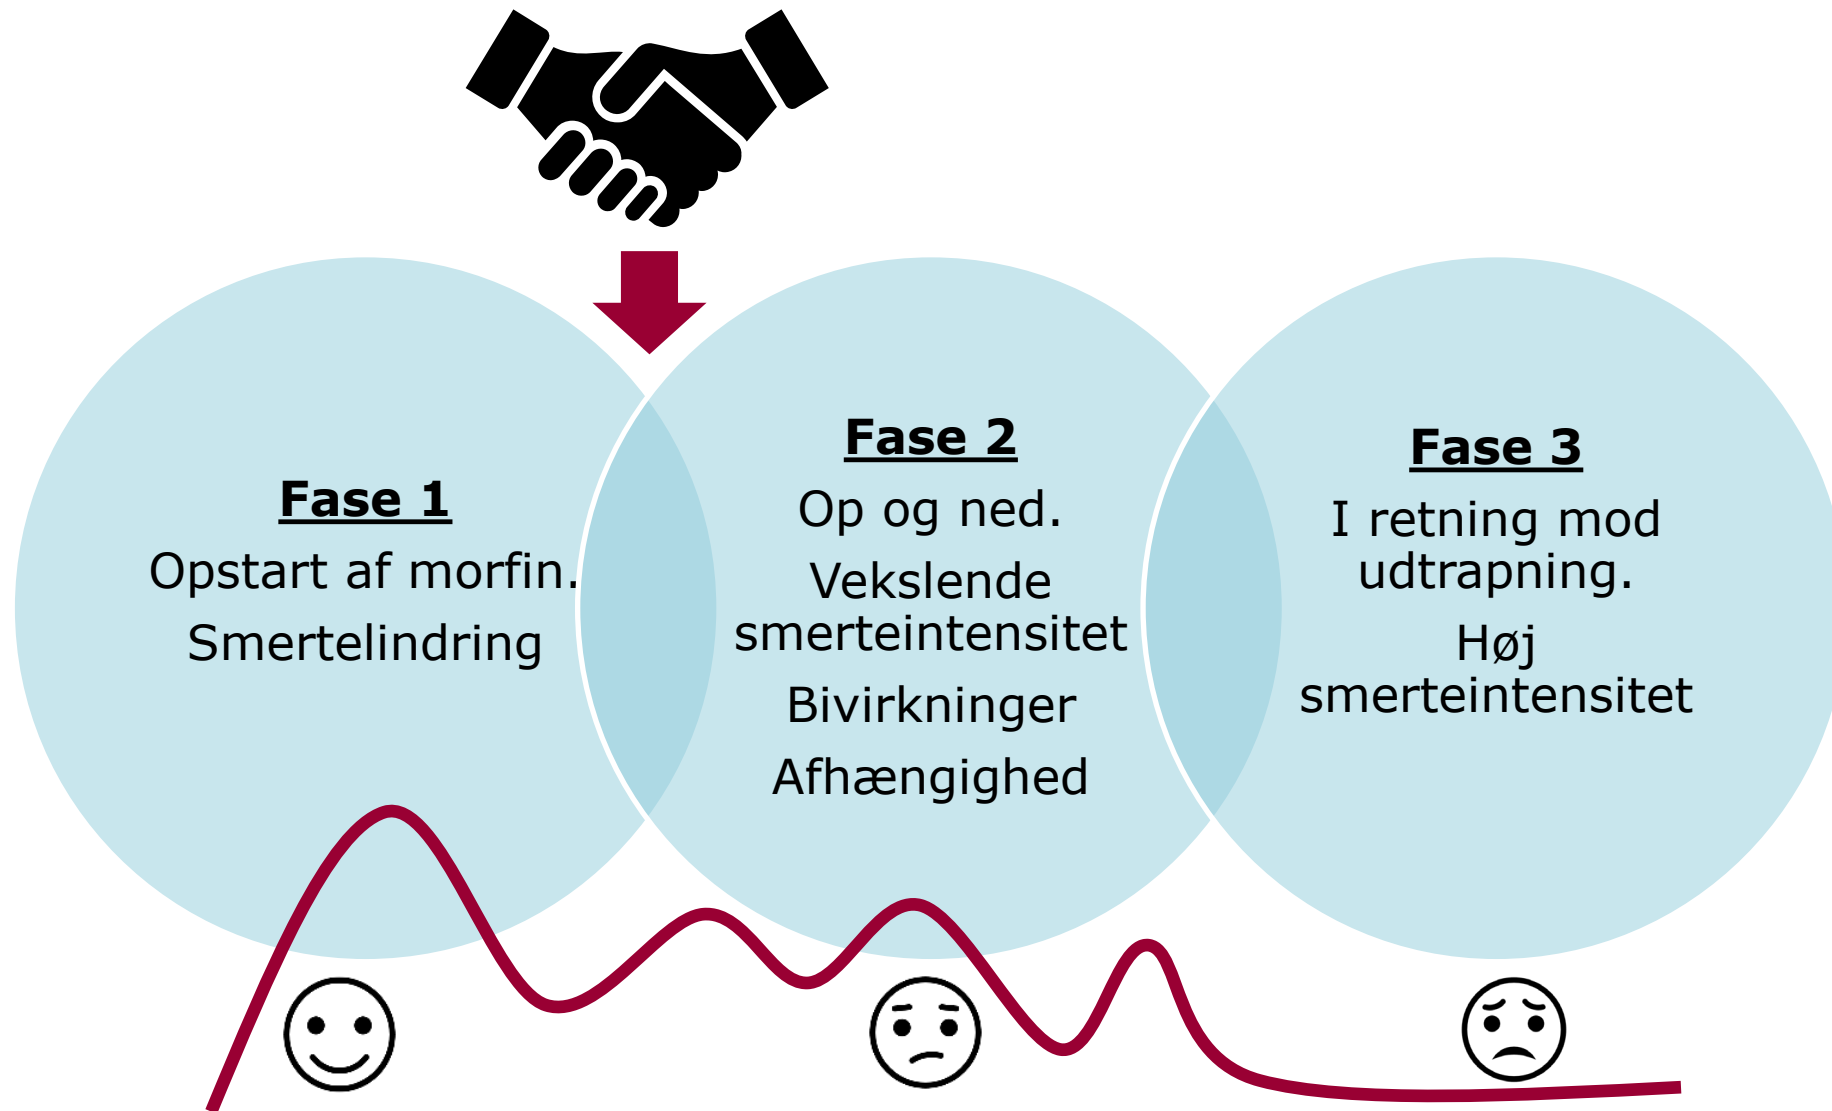 Fase 1
Opstart af morfin.
Smertelindring
Fase 2
Op og ned.
Vekslende
smerteintensitet
Bivirkninger
Afhængighed
Fase 3
I retning mod
udtrapning.
Høj
smerteintensitet